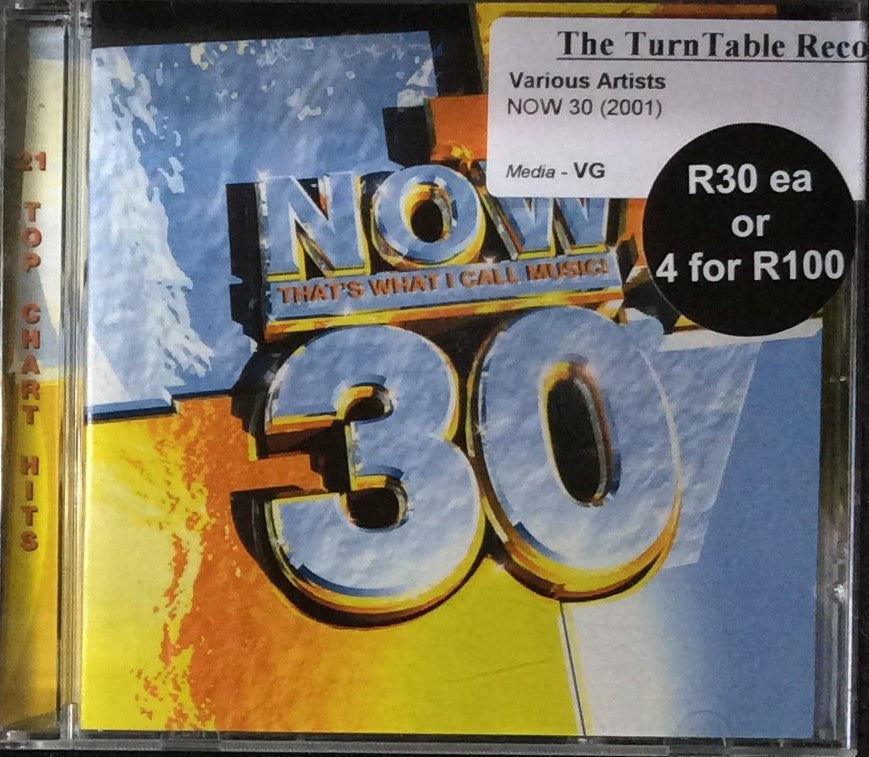 The TurnTable Reco
Various Artists
NOW 30 (2001)
Media - VG
R30 ea
or
4 for R100
NOW
THAT'S WHAT I CALL MUSIC!
30
21 TOP CHART HITS